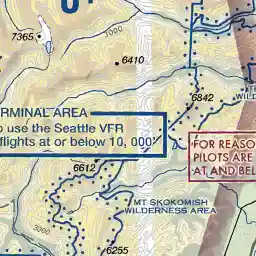 7365
3000
6410
6842
ERMINAL AREA
o use the Seattle VFR
flights at or below 10, 000'
FOR REASO
PILOTS ARE
AT AND BEL
6612
MT SKOKOMISH
WILDERNESS AREA
3000
6255